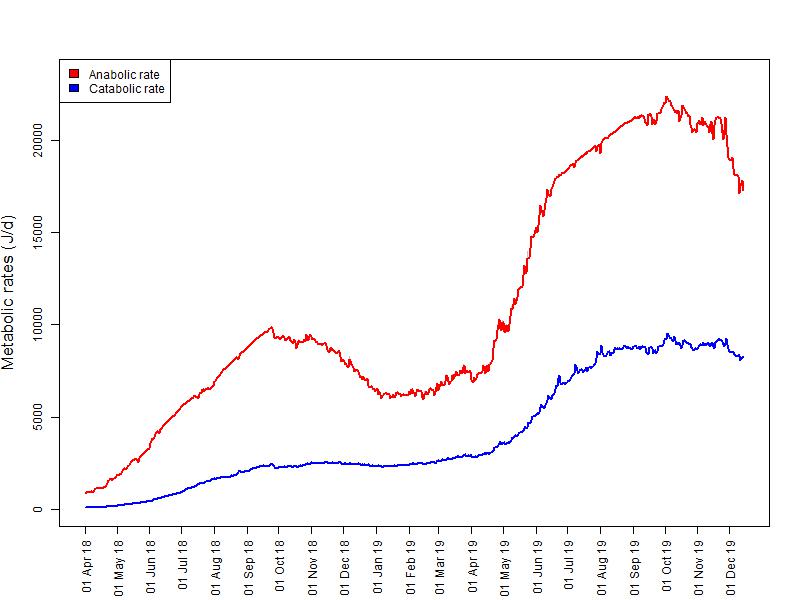 Anabolic rate
Catabolic rate
Metabolic rates (J/d)
20000
15000
10000
5000
0
01 Apr 18
01 May 18
01 Jun 18
01 Jul 18
01 Aug 18
01 Sep 18
01 Oct 18
01 Nov 18
01 Dec 18
01 Jan 19
01 Feb 19
01 Mar 19
01 Apr 19
01 May 19
01 Jun 19
01 Jul 19
01 Aug 19
01 Sep 19
01 Oct 19
01 Nov 19
01 Dec 19